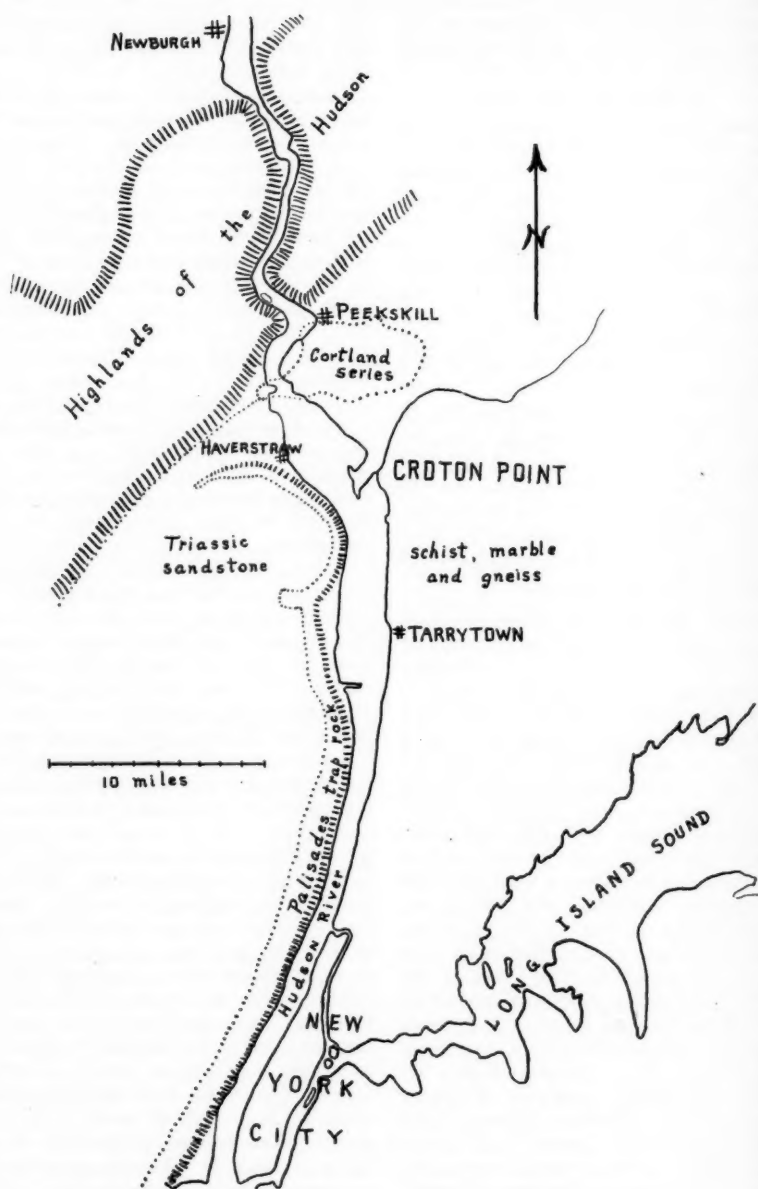 NEWBURGH
Hudson
Highlands of the
N
PEEKSKILL
Cortland
series
HAVERSTRAW
CROTON POINT
Triassic
sandstone
schist, marble
and gneiss
TARRYTOWN
10 miles
Palisades trap rock
Hudson River
LONG ISLAND SOUND
NEW
YORK
CITY